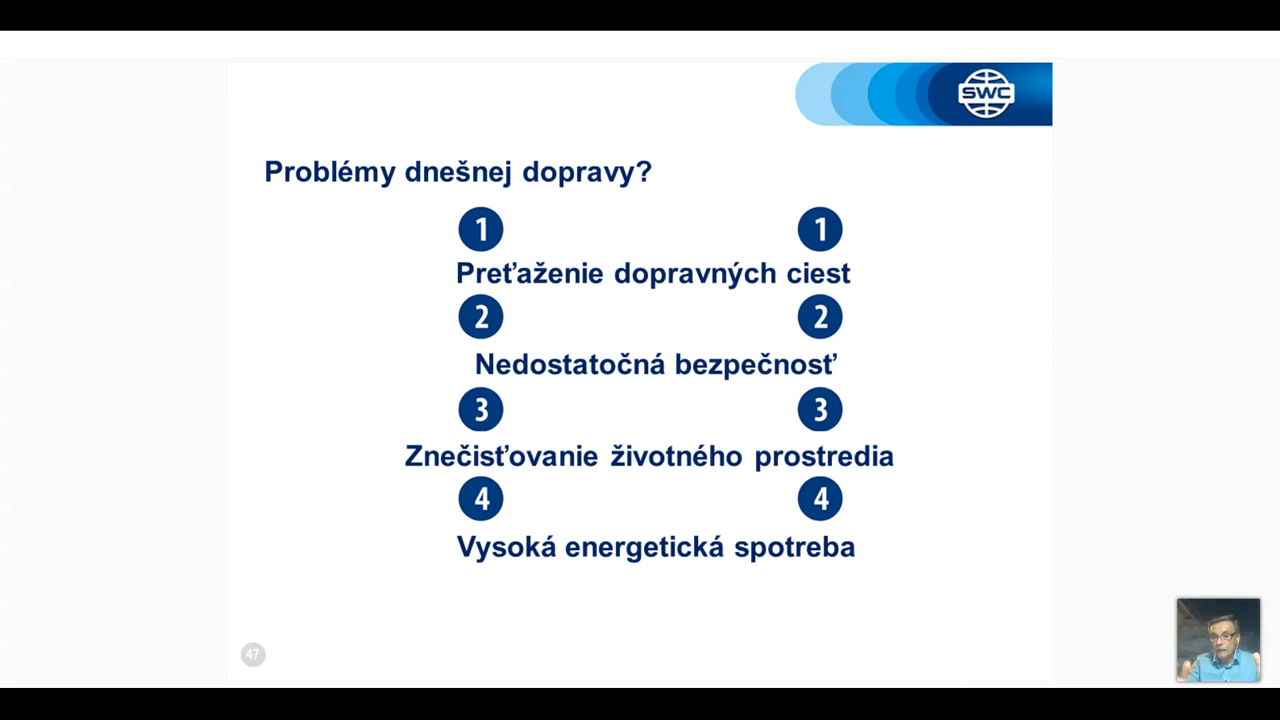 SWC
Problémy dnešnej dopravy?
1 1
Preťaženie dopravných ciest
2 2
Nedostatočná bezpečnosť
3 3
Znečisťovanie životného prostredia
4 4
Vysoká energetická spotreba
47